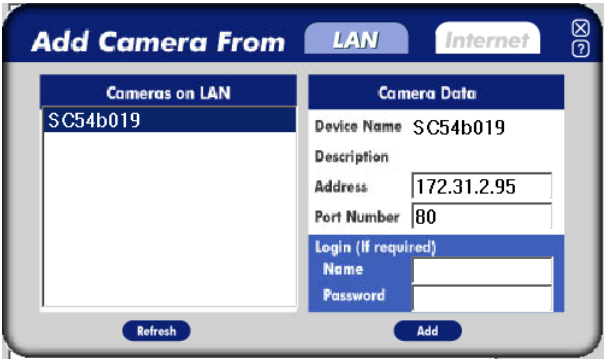 Add Camera From LAN Internet
?
Cameras on LAN
SC54b019
Camera Data
Device Name SC54b019
Description
Address 172.31.2.95
Port Number 80
Login (If required)
Name
Password
Refresh
Add